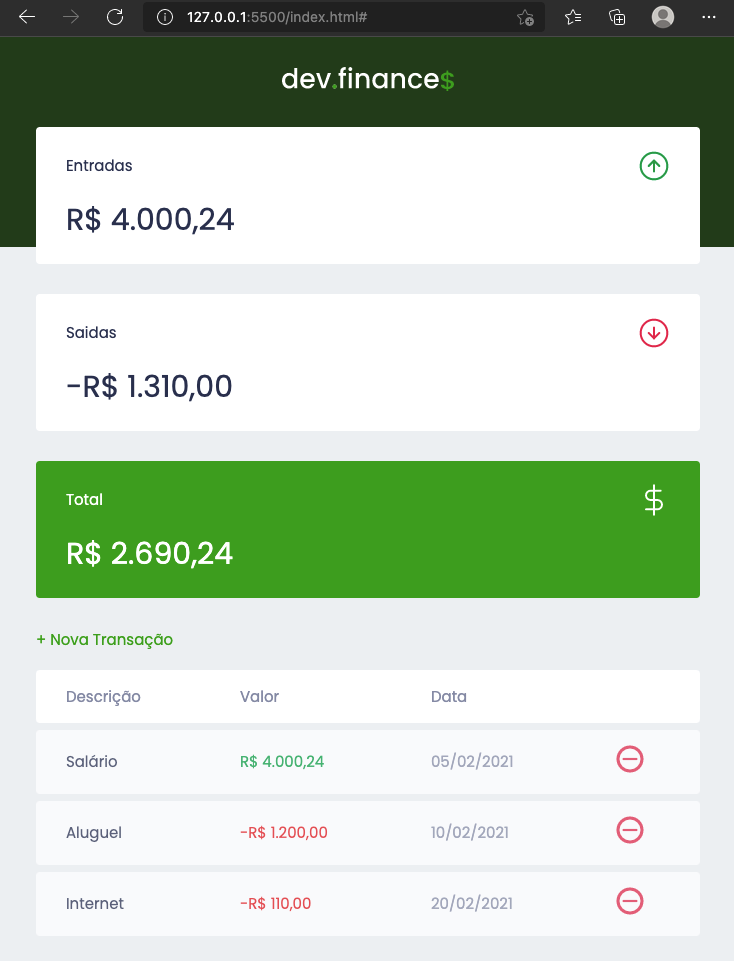 127.0.0.1:5500/index.html#
dev.finance$
Entradas
R$ 4.000,24
Saidas
-R$ 1.310,00
Total
$
R$ 2.690,24
+ Nova Transação
Descrição Valor Data
Salário R$ 4.000,24 05/02/2021
Aluguel -R$ 1.200,00 10/02/2021
Internet -R$ 110,00 20/02/2021